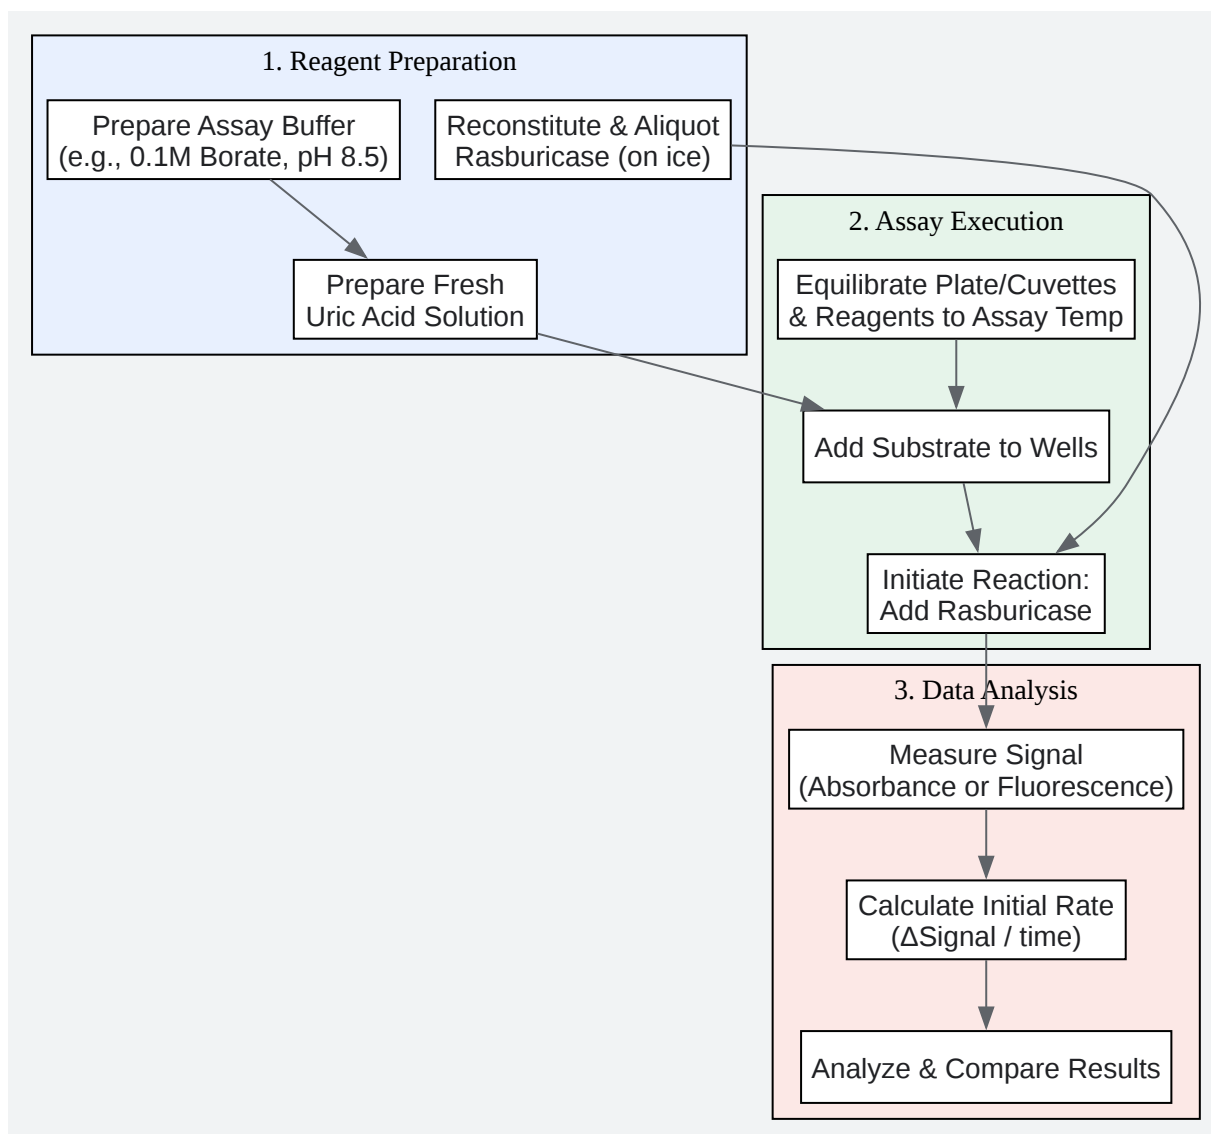 1. Reagent Preparation
Prepare Assay Buffer
(e.g., 0.1M Borate, pH 8.5)
Reconstitute & Aliquot
Rasburicase (on ice)
Prepare Fresh
Uric Acid Solution
2. Assay Execution
Equilibrate Plate/Cuvettes
& Reagents to Assay Temp
Add Substrate to Wells
Initiate Reaction:
Add Rasburicase
3. Data Analysis
Measure Signal
(Absorbance or Fluorescence)
Calculate Initial Rate
(ΔSignal / time)
Analyze & Compare Results